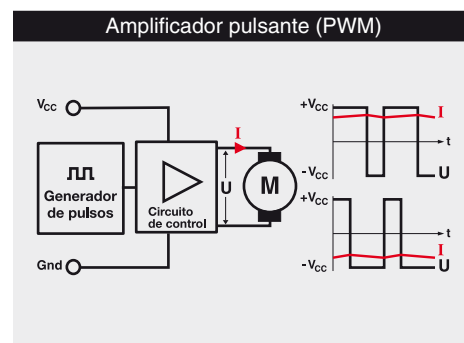 Amplificador pulsante (PWM)
Vcc
Generador
de pulsos
Gnd
Circuito
de control
I
U
M
+Vcc
I
t
-Vcc
U
+Vcc
t
I
-Vcc
U